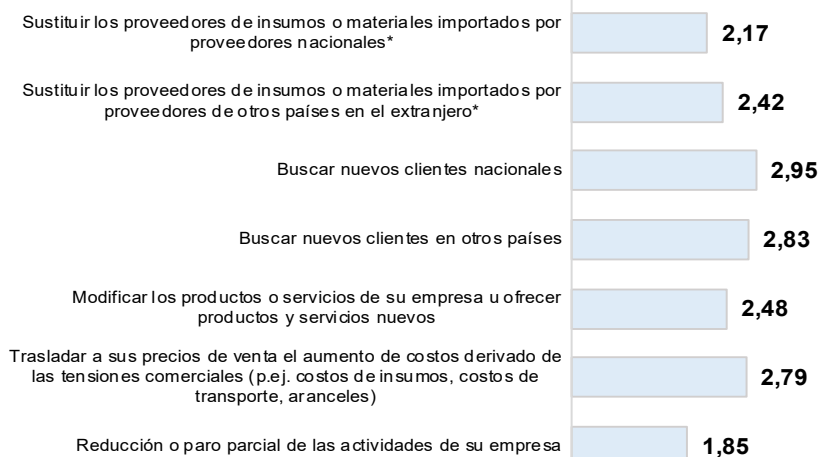 Sustituir los proveedores de insumos o materiales importados por
proveedores nacionales*
2,17
Sustituir los proveedores de insumos o materiales importados por
proveedores de otros países en el extranjero*
2,42
Buscar nuevos clientes nacionales
2,95
Buscar nuevos clientes en otros países
2,83
Modificar los productos o servicios de su empresa u ofrecer
productos y servicios nuevos
2,48
Trasladar a sus precios de venta el aumento de costos derivado de
las tensiones comerciales (p.ej. costos de insumos, costos de
transporte, aranceles)
2,79
Reducción o paro parcial de las actividades de su empresa
1,85